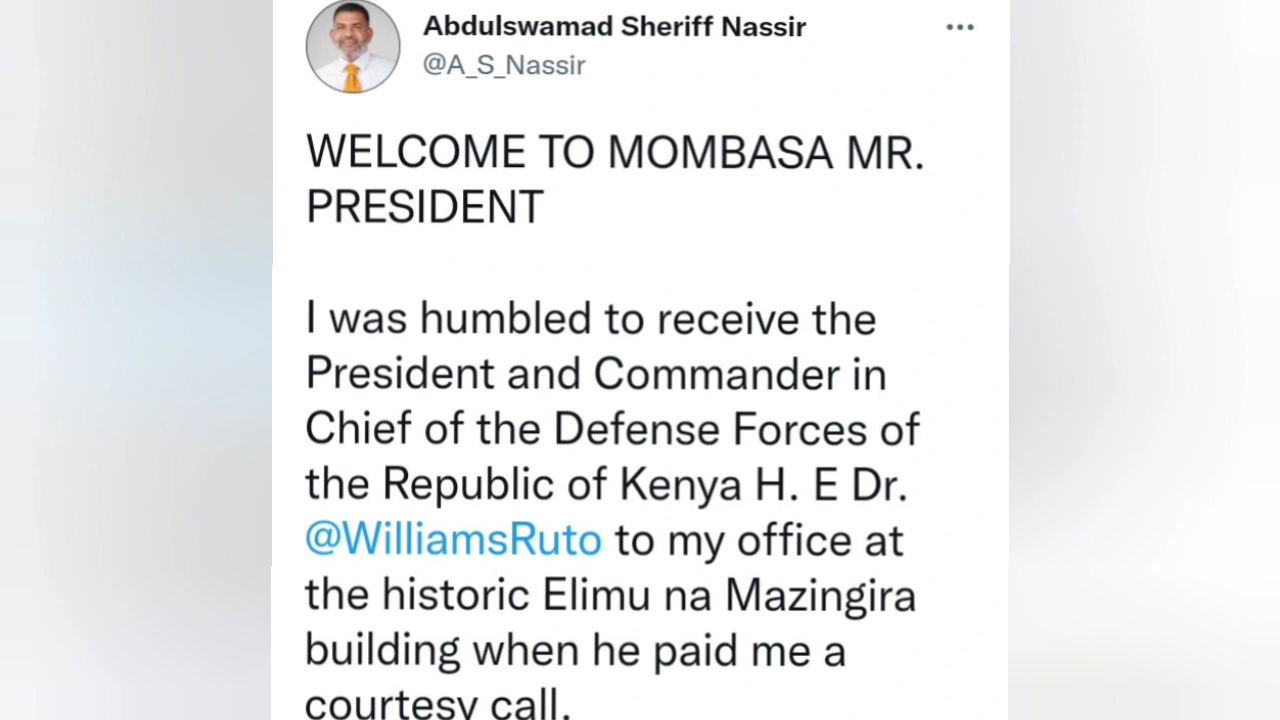 Abdulswamad Sheriff Nassir
@A_S_Nassir
WELCOME TO MOMBASA MR.
PRESIDENT
I was humbled to receive the
President and Commander in
Chief of the Defense Forces of
the Republic of Kenya H. E Dr.
@WilliamsRuto to my office at
the historic Elimu na Mazingira
building when he paid me a
courtesy call.